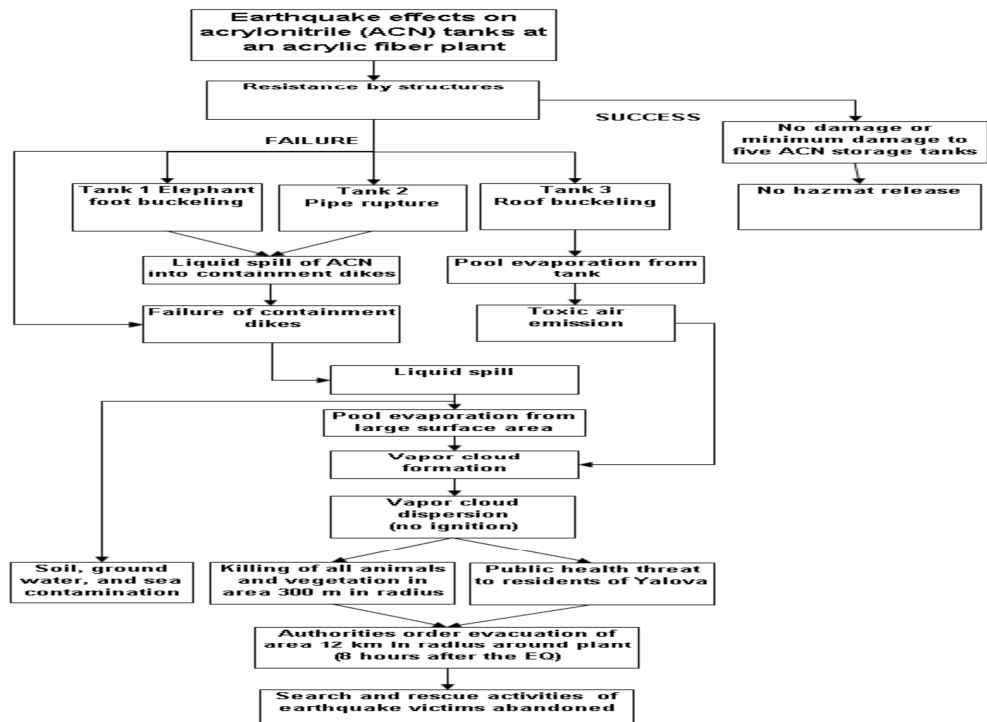 Earthquake effects on
acrylonitrile (ACN) tanks at
an acrylic fiber plant
Resistance by structures
SUCCESS
FAILURE
No damage or
minimum damage to
five ACN storage tanks
Tank 1 Elephant
foot buckeling
Tank 2
Pipe rupture
Tank 3
Roof buckeling
No hazmat release
Liquid spill of ACN
into containment dikes
Pool evaporation from
tank
Failure of containment
dikes
Toxic air
emission
Liquid spill
Pool evaporation from
large surface area
Vapor cloud
formation
Vapor cloud
dispersion
(no ignition)
Soil, ground
water, and sea
contamination
Killing of all animals
and vegetation in
area 300 m in radius
Public health threat
to residents of Yalova
Authorities order evacuation of
area 12 km in radius around plant
(8 hours after the EQ)
Search and rescue activities of
earthquake victims abandoned